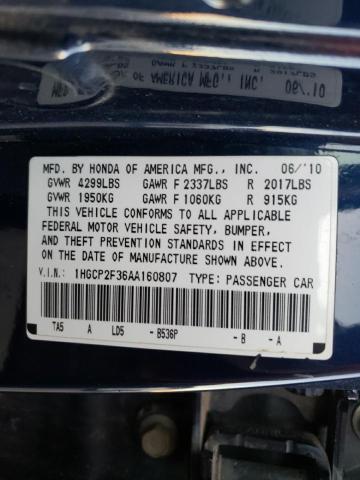 MFD. BY HONDA OF AMERICA MFG., INC. 06/'10
GVWR 4299LBS GAWR F 2337LBS R 2017LBS
GVWR 1950KG GAWR F 1060KG R 915KG
THIS VEHICLE CONFORMS TO ALL APPLICABLE
FEDERAL MOTOR VEHICLE SAFETY, BUMPER,
AND THEFT PREVENTION STANDARDS IN EFFECT
ON THE DATE OF MANUFACTURE SHOWN ABOVE.
V.I.N.: 1HGCP2F36AA160807 TYPE: PASSENGER CAR
TA5 A LD5 - B536P - B - A